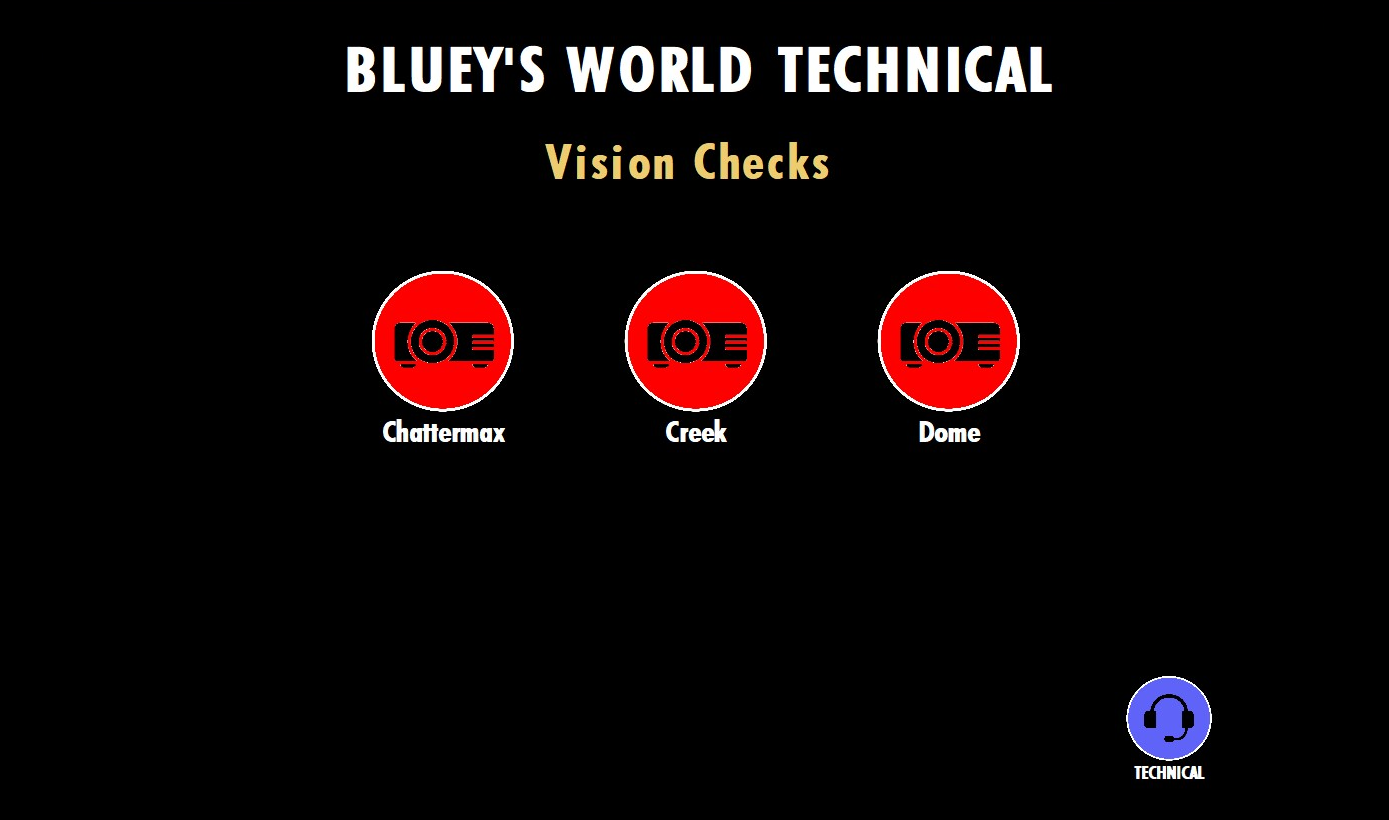 BLUEY'S WORLD TECHNICAL
Vision Checks
Chattermax
Creek
Dome
TECHNICAL